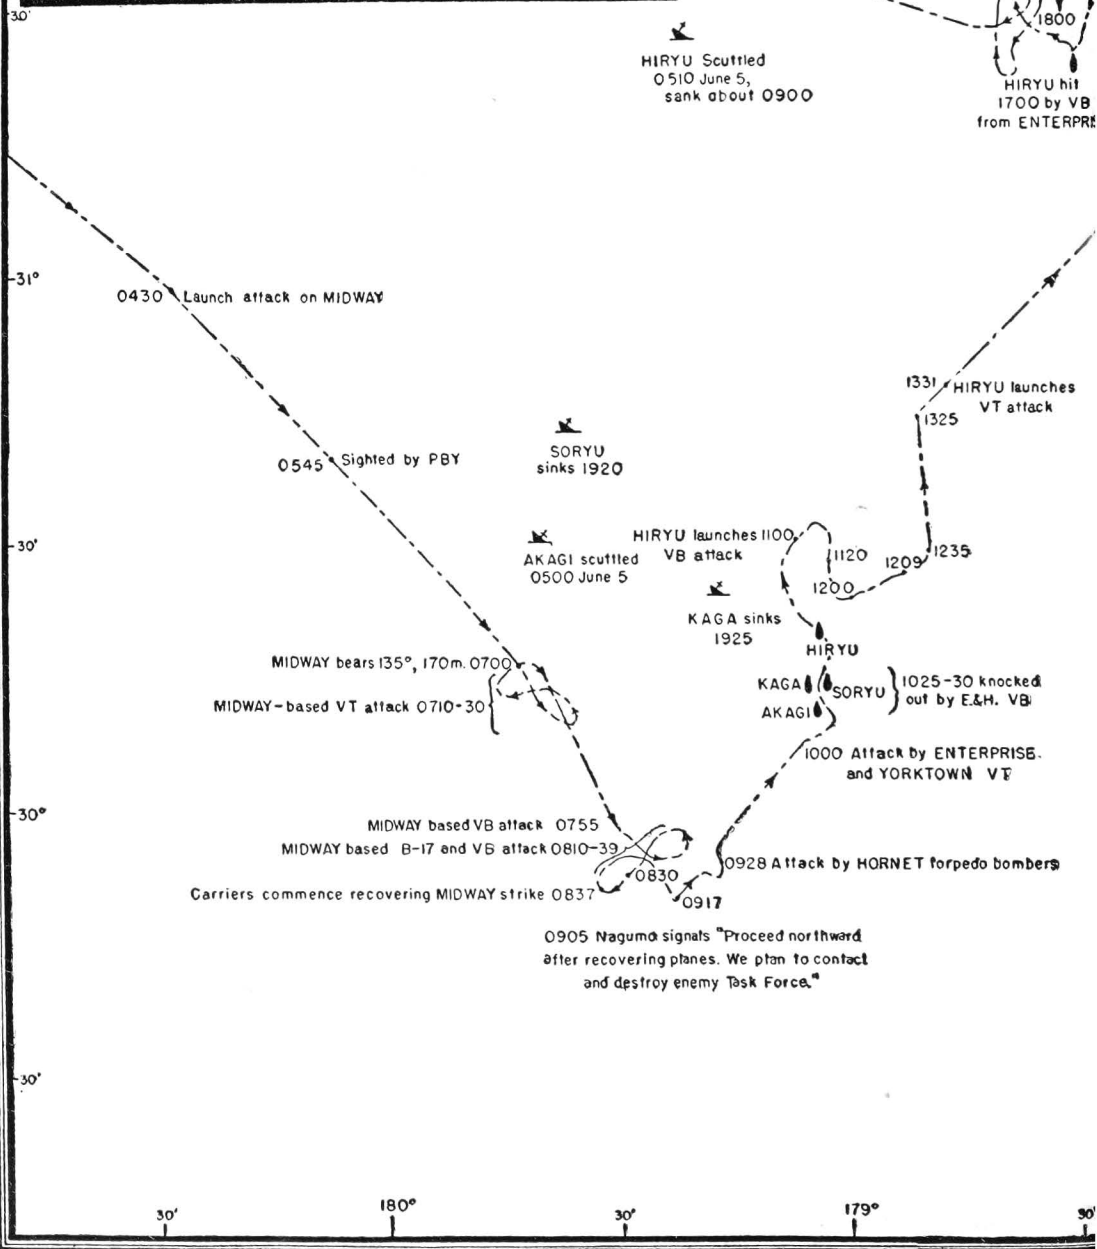 30'
1800
HIRYU Scuttled
0510 June 5,
sank about 0900
HIRYU hit
1700 by VB
from ENTERPRI
31°
0430 Launch attack on MIDWAY
1331 HIRYU launches
VT attack
1325
0545 Sighted by PBY
SORYU
sinks 1920
30'
HIRYU launches 1100
VB attack
1120
1209
1235
AKAGI scuttled
0500 June 5
1200
KAGA sinks
1925
HIRYU
MIDWAY bears 135°, 170m. 0700
KAGA
SORYU
AKAGI
1025-30 knocked
out by E.&H. VB
MIDWAY-based VT attack 0710-30
1000 Attack by ENTERPRISE
and YORKTOWN VT
30°
MIDWAY based VB attack 0755
MIDWAY based B-17 and VB attack 0810-39
0830
0928 Attack by HORNET torpedo bombers
Carriers commence recovering MIDWAY strike 0837
0917
0905 Nagumo signals "Proceed northward
after recovering planes. We plan to contact
and destroy enemy Task Force."
30'
30'
180°
30'
179°
30'